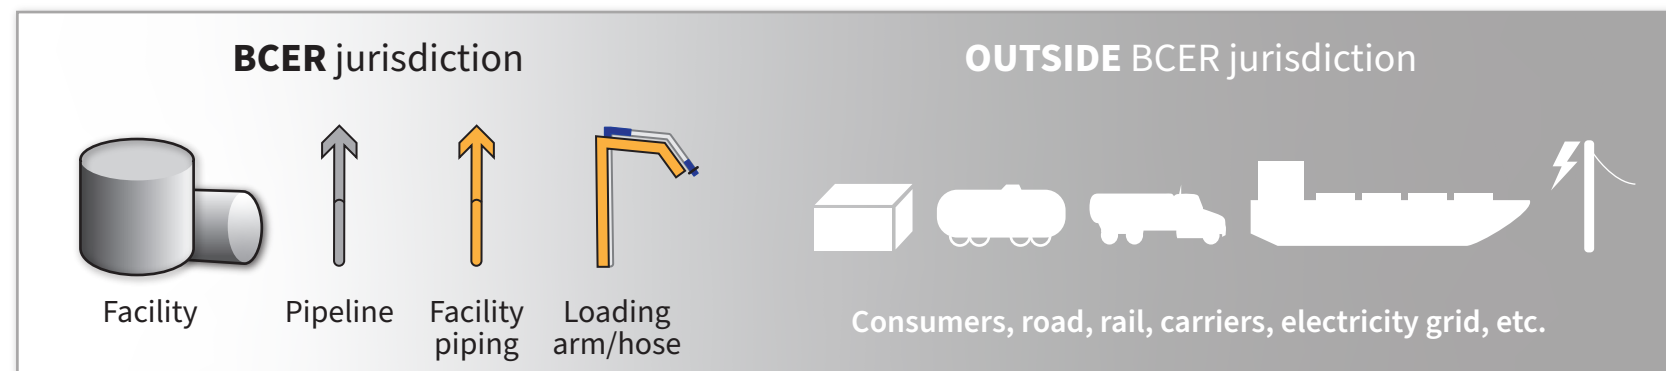 BCER jurisdiction
OUTSIDE BCER jurisdiction
Facility
Pipeline
Facility
piping
Loading
arm/hose
Consumers, road, rail, carriers, electricity grid, etc.